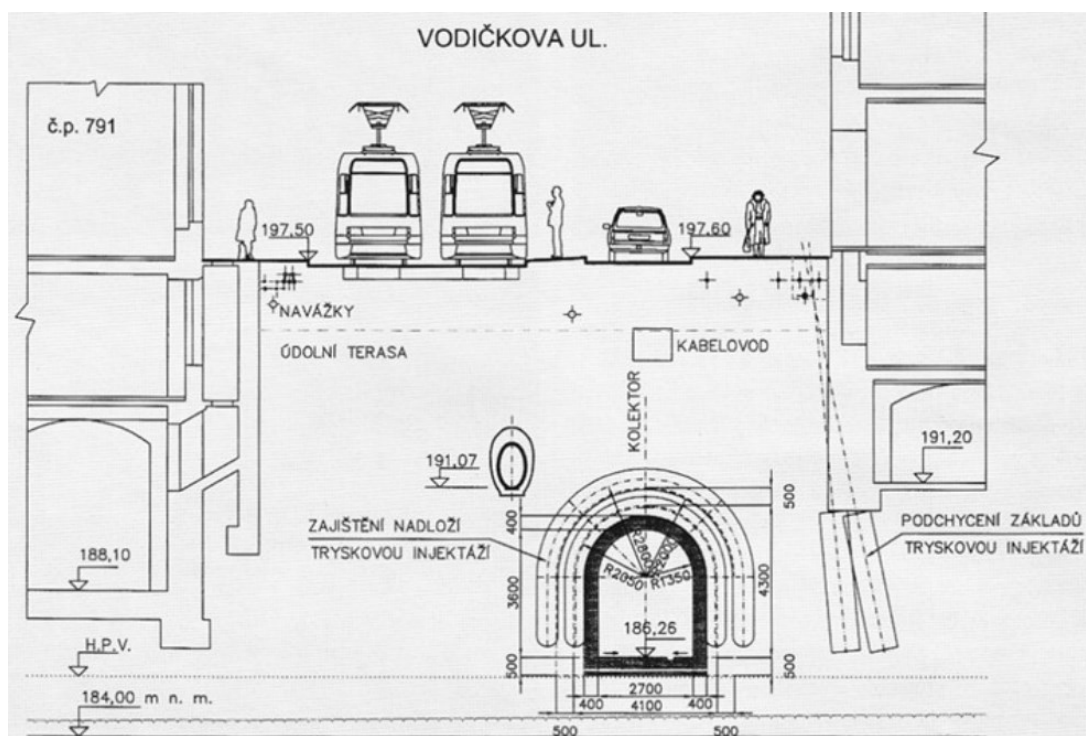 VODIČKOVA UL.
č.p. 791
197,50
197,60
NAVÁŽKY
ÚDOLNÍ TERASA
KABELOVOD
KOLEKTOR
191,07
191,20
500
400
ZAJIŠTĚNÍ NADLOŽÍ
TRYSKOVOU INJEKTÁŽÍ
PODCHYCENÍ ZÁKLADŮ
TRYSKOVOU INJEKTÁŽÍ
188,10
R2800
R2050
R1350
3600
4300
186,26
H.P.V.
500
500
184,00 m n. m.
2700
400
4100
400
500
500